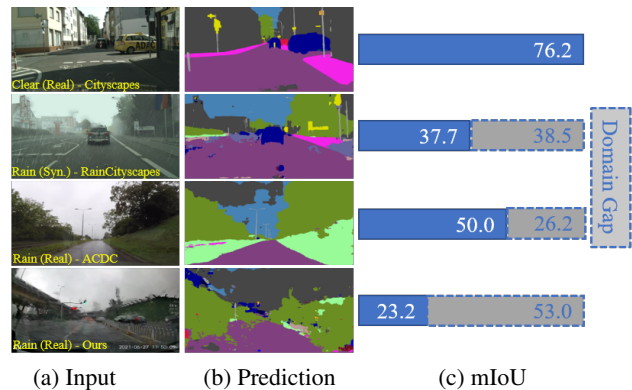 Clear (Real) - Cityscapes
76.2
Rain (Syn.) - RainCityscapes
37.7 38.5
Domain Gap
Rain (Real) - ACDC
50.0 26.2
Rain (Real) - Ours
23.2 53.0
(a) Input (b) Prediction (c) mIoU